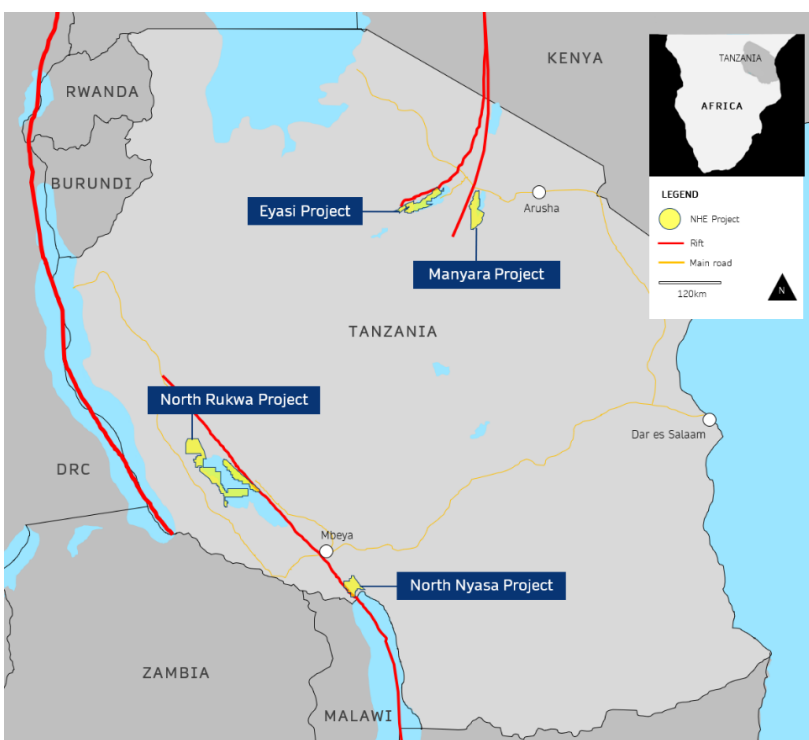 KENYA
TANZANIA
AFRICA
RWANDA
BURUNDI
LEGEND
NHE Project
Rift
Main road
120km
N
Eyasi Project
Arusha
Manyara Project
TANZANIA
North Rukwa Project
Dar es Salaam
DRC
Mbeya
North Nyasa Project
ZAMBIA
MALAWI